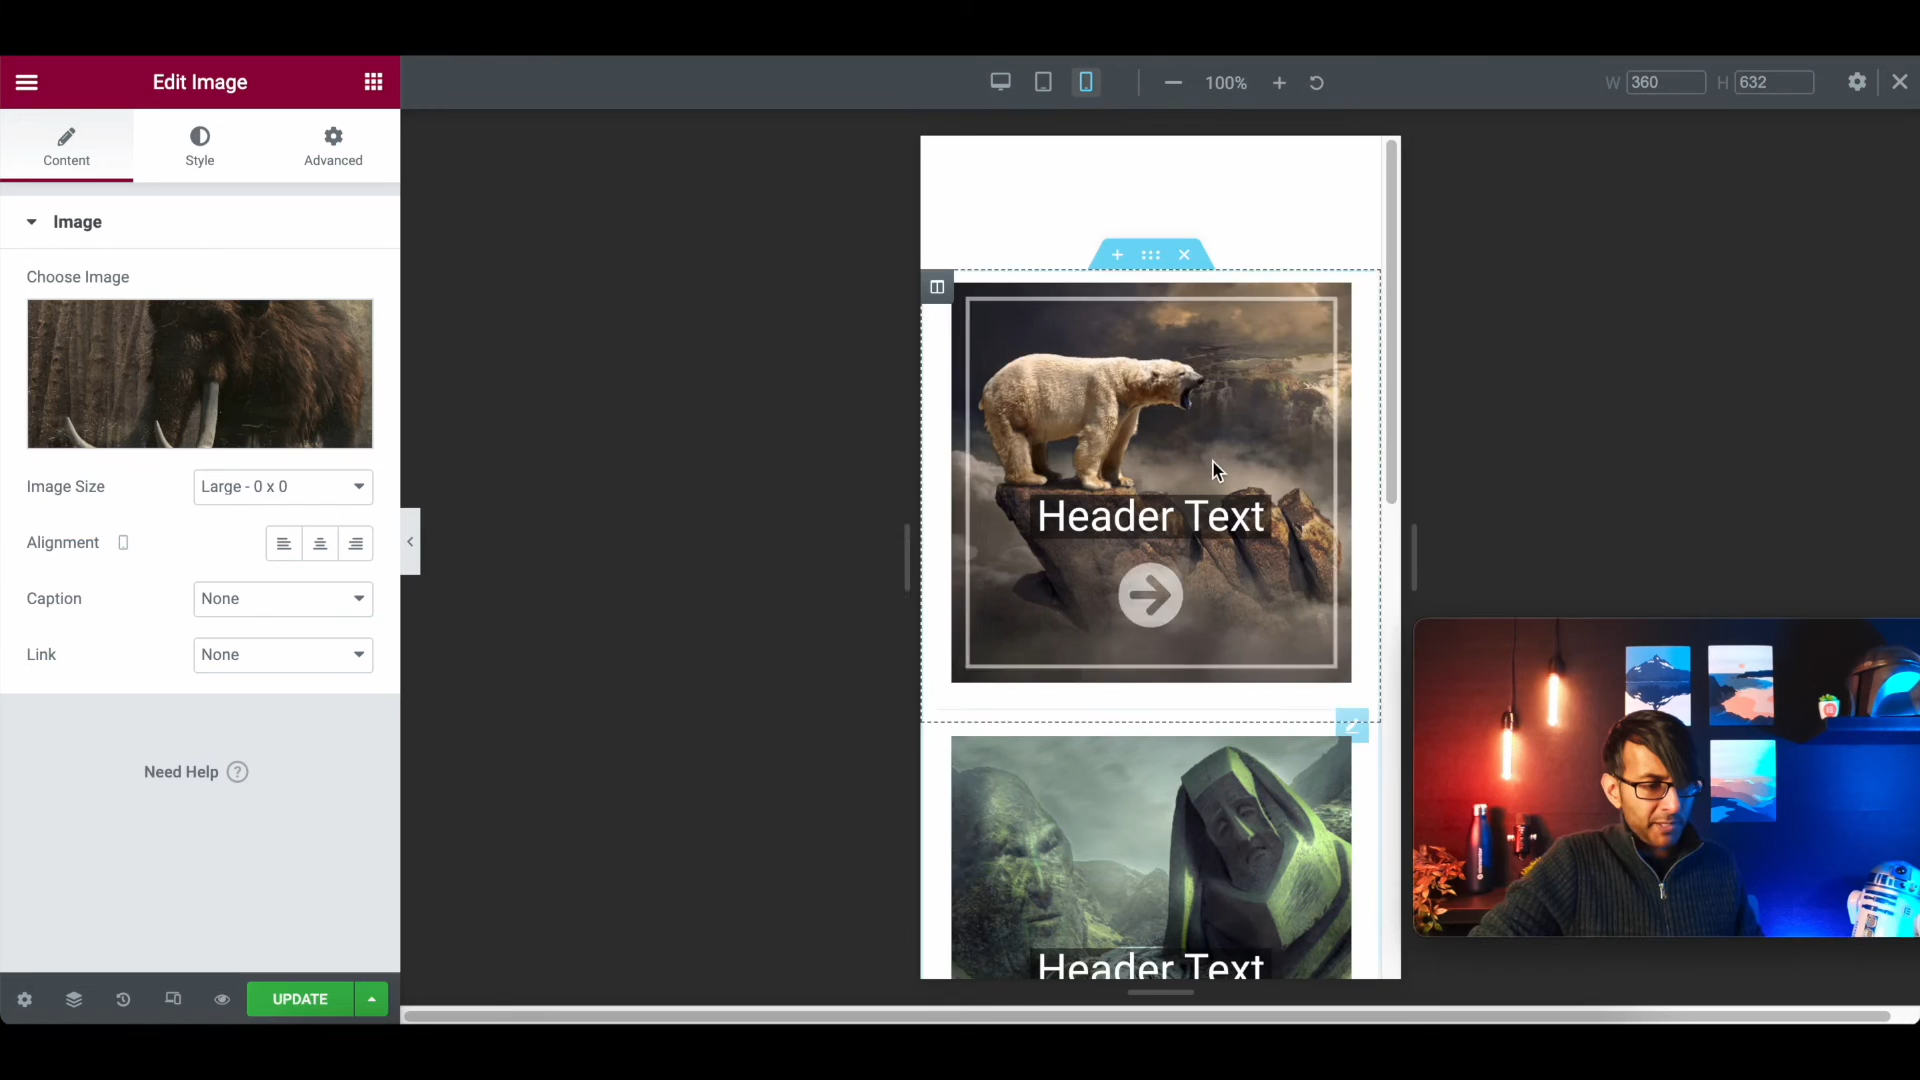 Edit Image
100%
W 360 H 632
Content
Style
Advanced
Image
Choose Image
Image Size
Large - 0 x 0
Alignment
Caption
None
Link
None
Need Help ?
UPDATE
Header Text
Header Text